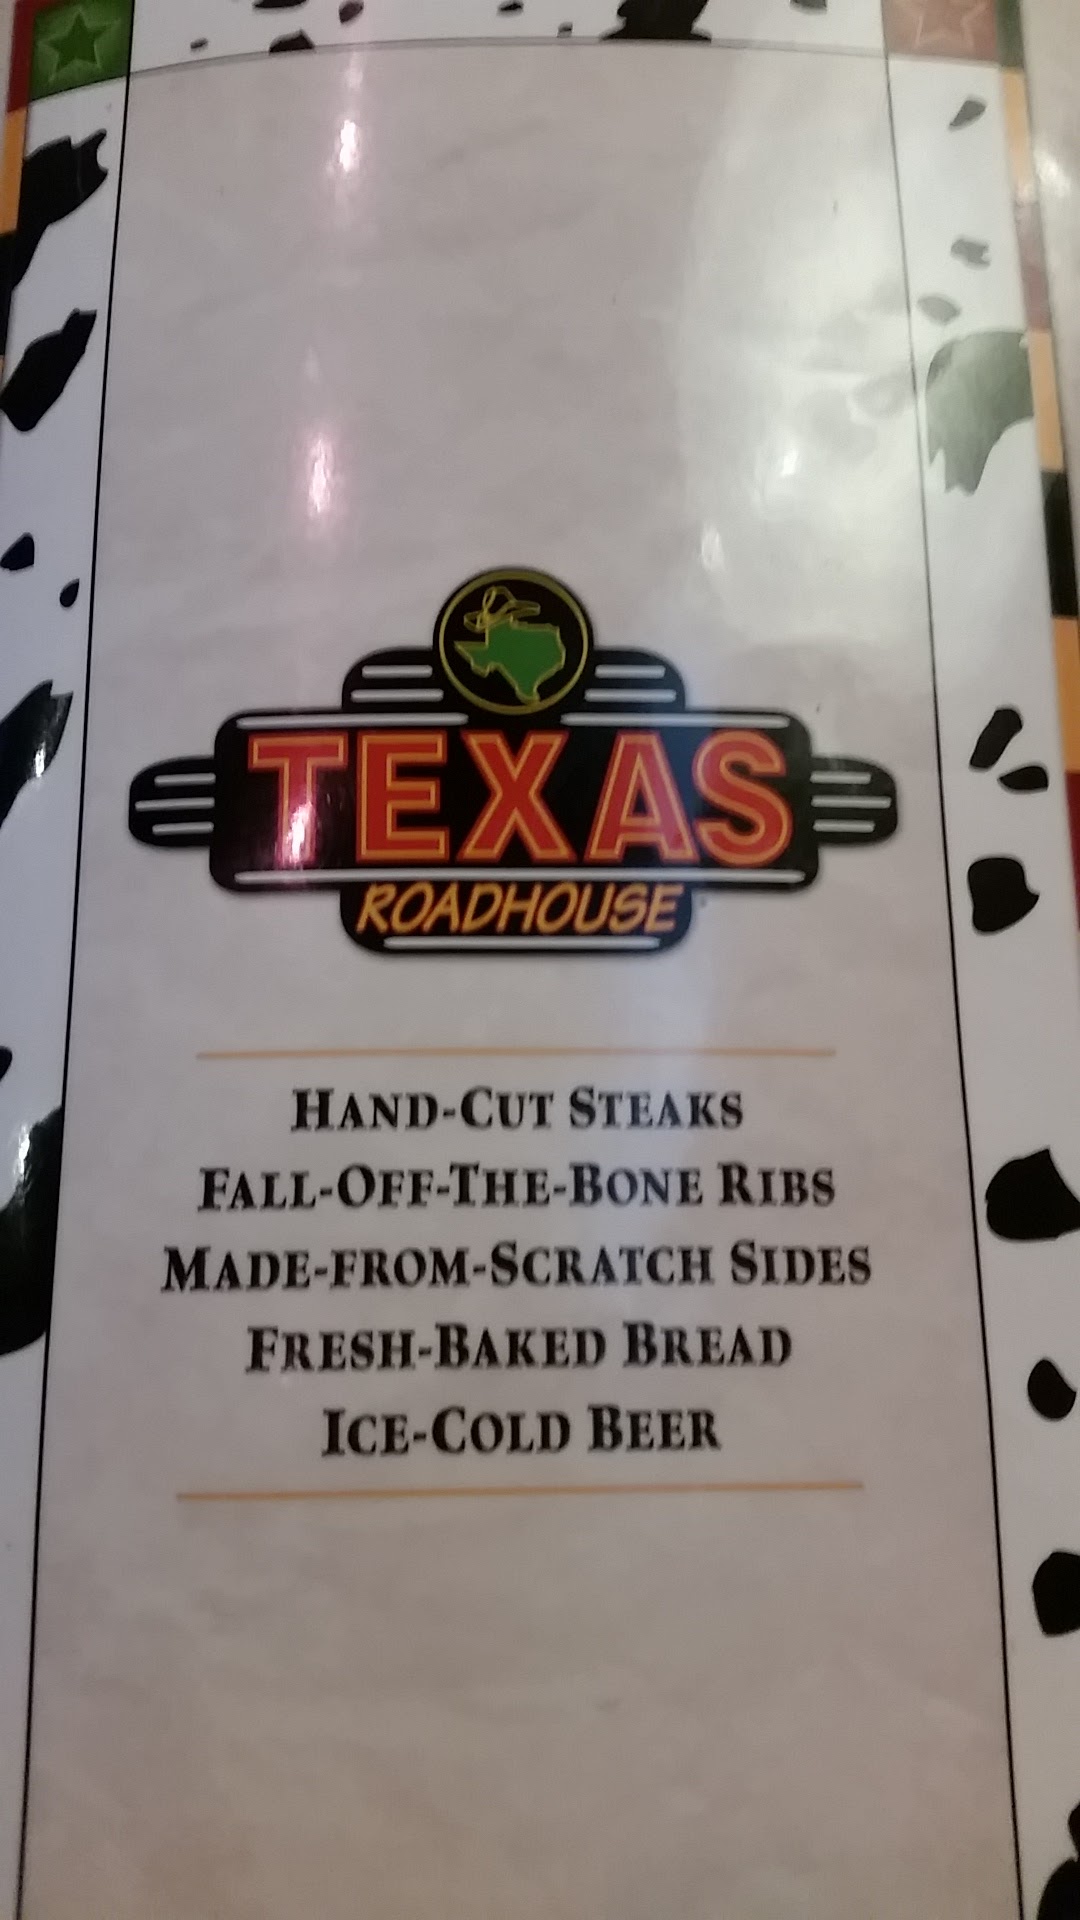 TEXAS
ROADHOUSE
HAND-CUT STEAKS
FALL-OFF-THE-BONE RIBS
MADE-FROM-SCRATCH SIDES
FRESH-BAKED BREAD
ICE-COLD BEER